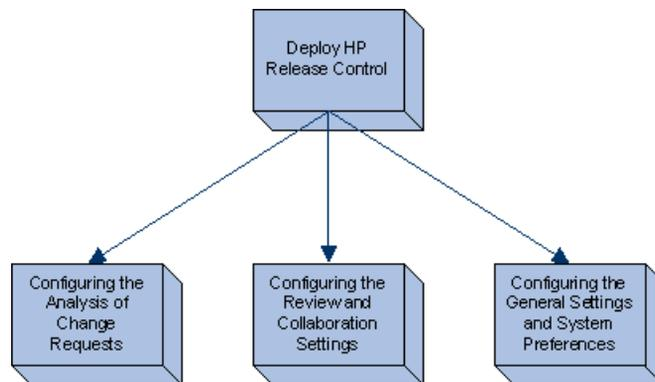 Deploy HP
Release Control
Configuring the
Analysis of
Change
Requests
Configuring the
Review and
Collaboration
Settings
Configuring the
General Settings
and System
Preferences